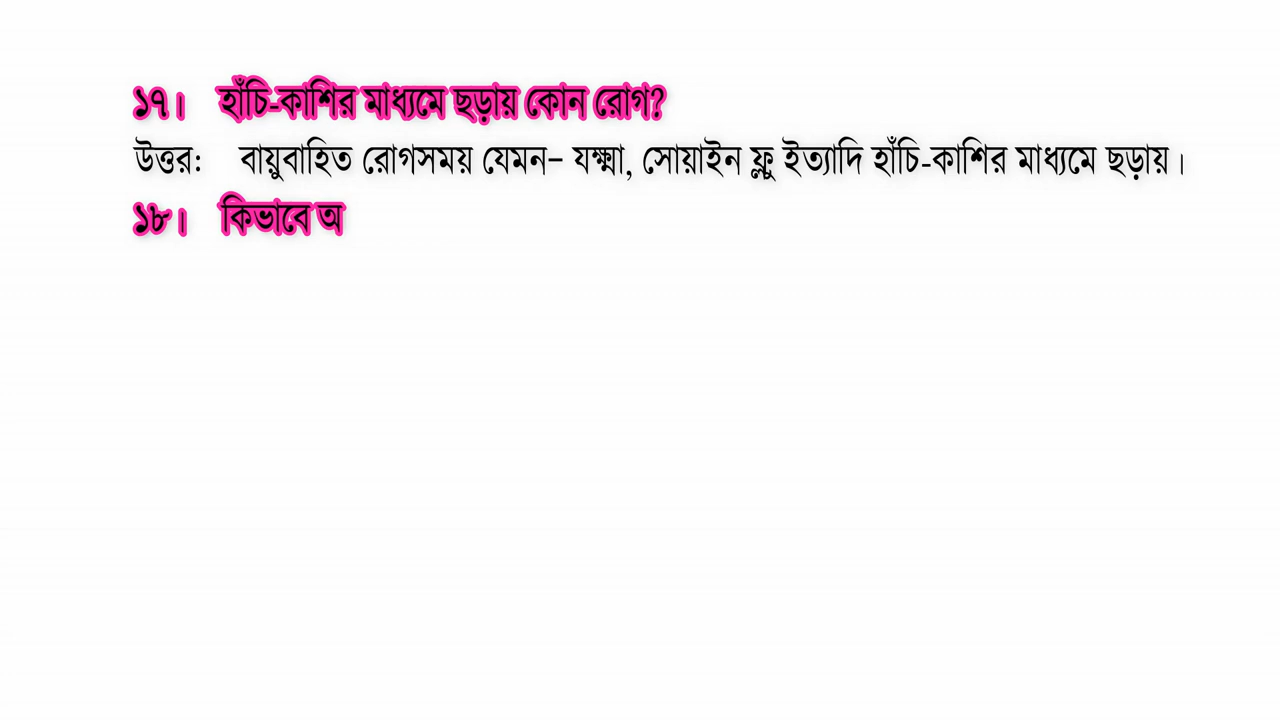 ১৭। হাঁচি-কাশির মাধ্যমে ছড়ায় কোন রোগ?
উত্তর: বায়ুবাহিত রোগসময় যেমন– যক্ষ্মা, সোয়াইন ফ্লু ইত্যাদি হাঁচি-কাশির মাধ্যমে ছড়ায়।
১৮। কিভাবে অ